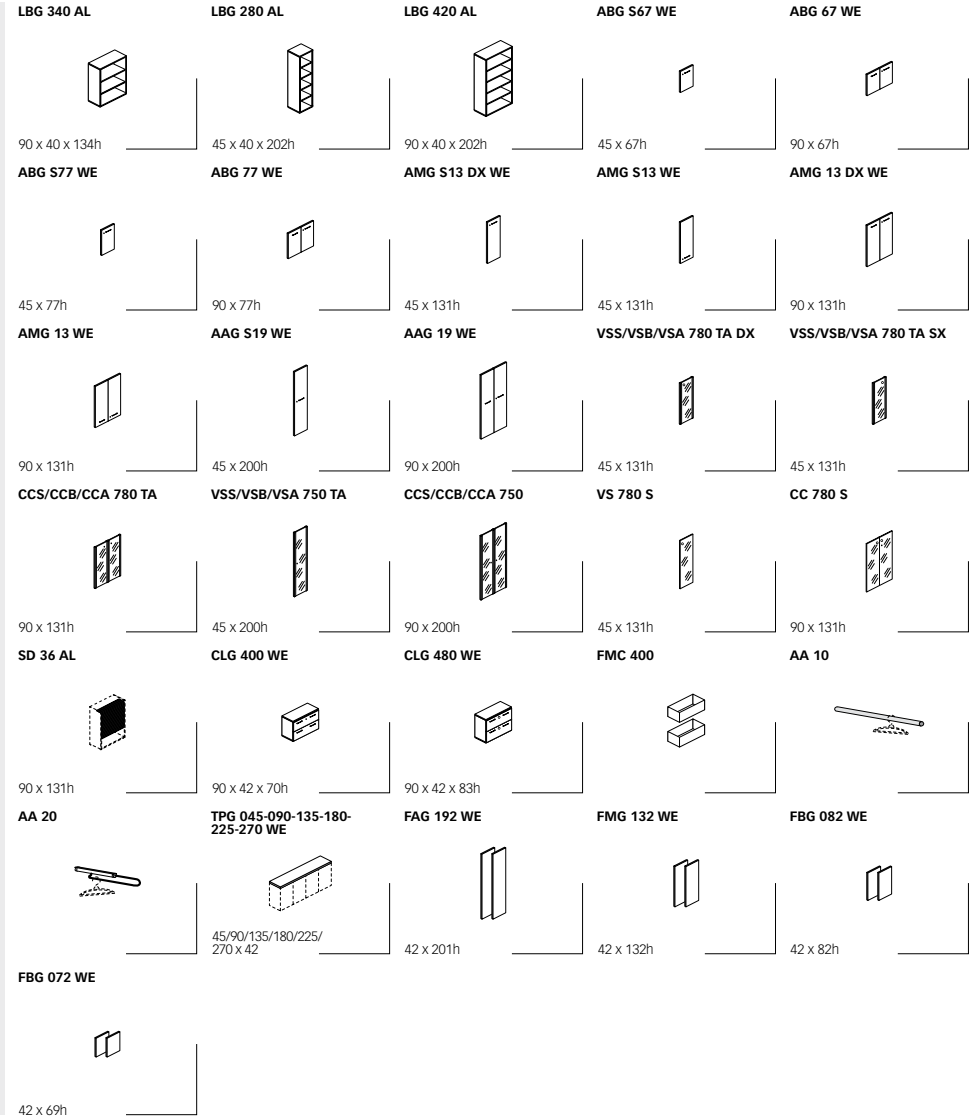 LBG 340 AL
90 x 40 x 134h
LBG 280 AL
45 x 40 x 202h
LBG 420 AL
90 x 40 x 202h
ABG S67 WE
45 x 67h
ABG 67 WE
90 x 67h
ABG S77 WE
45 x 77h
ABG 77 WE
90 x 77h
AMG S13 DX WE
45 x 131h
AMG S13 WE
45 x 131h
AMG 13 DX WE
90 x 131h
AMG 13 WE
90 x 131h
AAG S19 WE
45 x 200h
AAG 19 WE
90 x 200h
VSS/VSB/VSA 780 TA DX
45 x 131h
VSS/VSB/VSA 780 TA SX
45 x 131h
CCS/CCB/CCA 780 TA
90 x 131h
VSS/VSB/VSA 750 TA
45 x 200h
CCS/CCB/CCA 750
90 x 200h
VS 780 S
45 x 131h
CC 780 S
90 x 131h
SD 36 AL
90 x 131h
CLG 400 WE
90 x 42 x 70h
CLG 480 WE
90 x 42 x 83h
FMC 400
AA 10
AA 20
TPG 045-090-135-180-
225-270 WE
45/90/135/180/225/
270 x 42
FAG 192 WE
42 x 201h
FMG 132 WE
42 x 132h
FBG 082 WE
42 x 82h
FBG 072 WE
42 x 69h